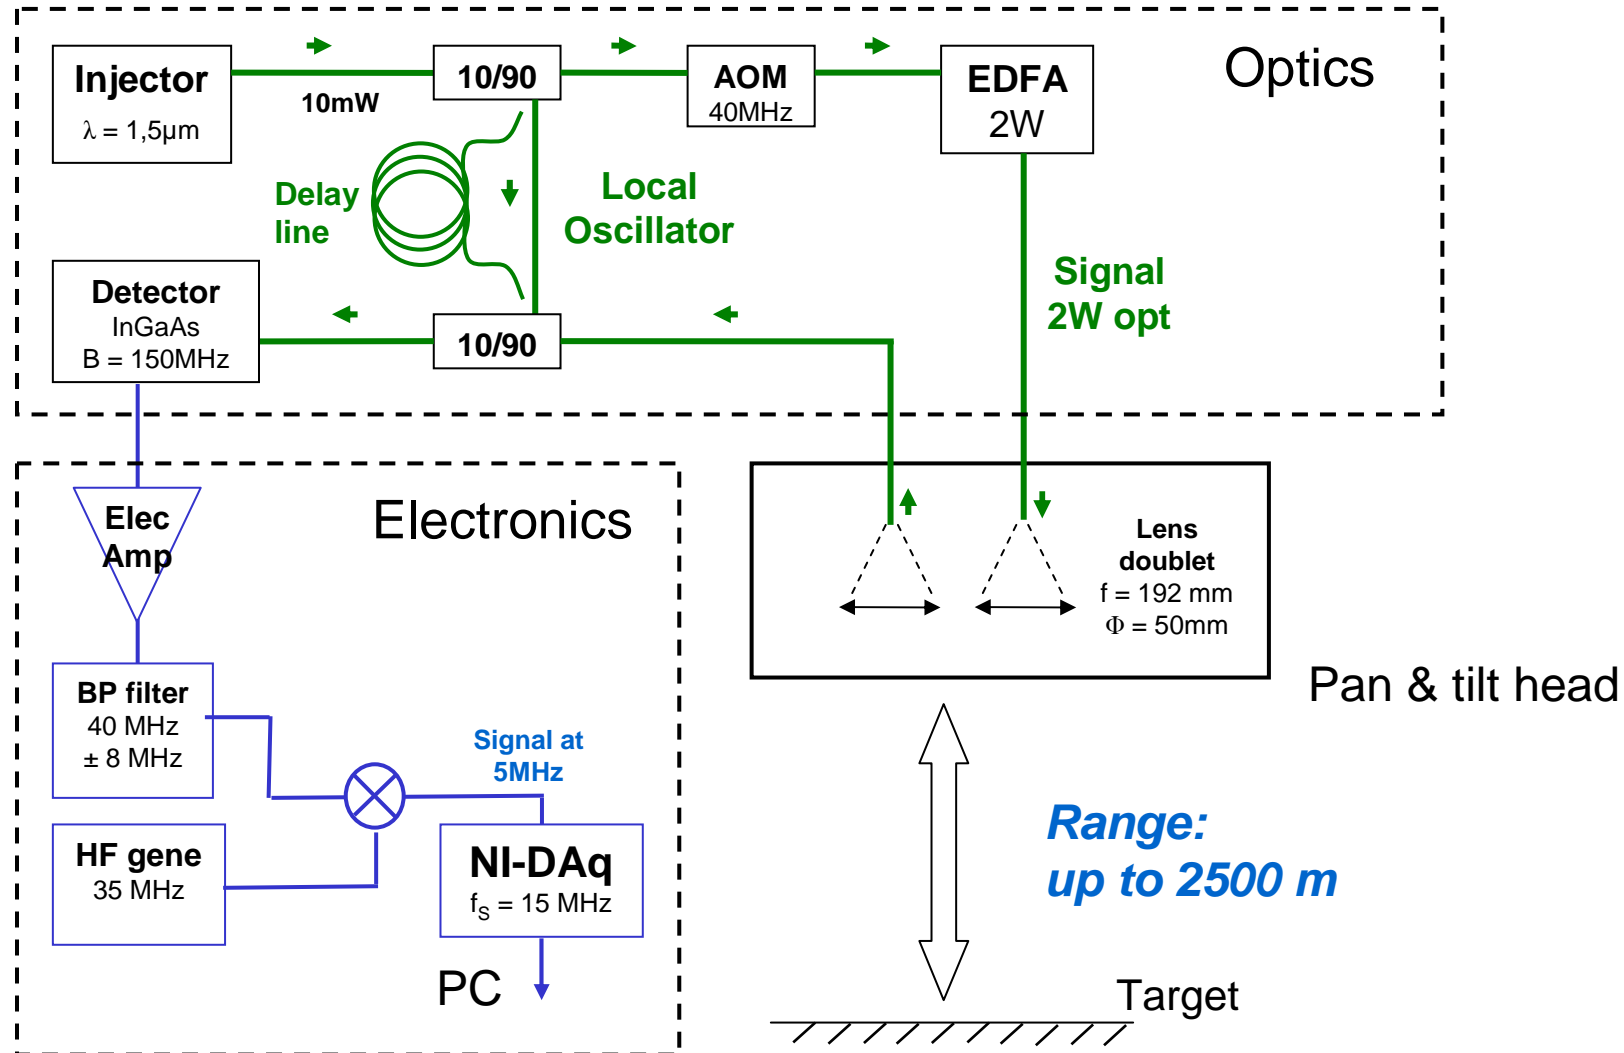 Optics
Injector
λ = 1,5µm
10mW
10/90
AOM
40MHz
EDFA
2W
Delay
line
Local
Oscillator
Signal
2W opt
Detector
InGaAs
B = 150MHz
10/90
Electronics
Elec
Amp
BP filter
40 MHz
± 8 MHz
Signal at
5MHz
HF gene
35 MHz
NI-DAq
fS = 15 MHz
PC
Lens
doublet
f = 192 mm
Φ = 50mm
Pan & tilt head
Range:
up to 2500 m
Target